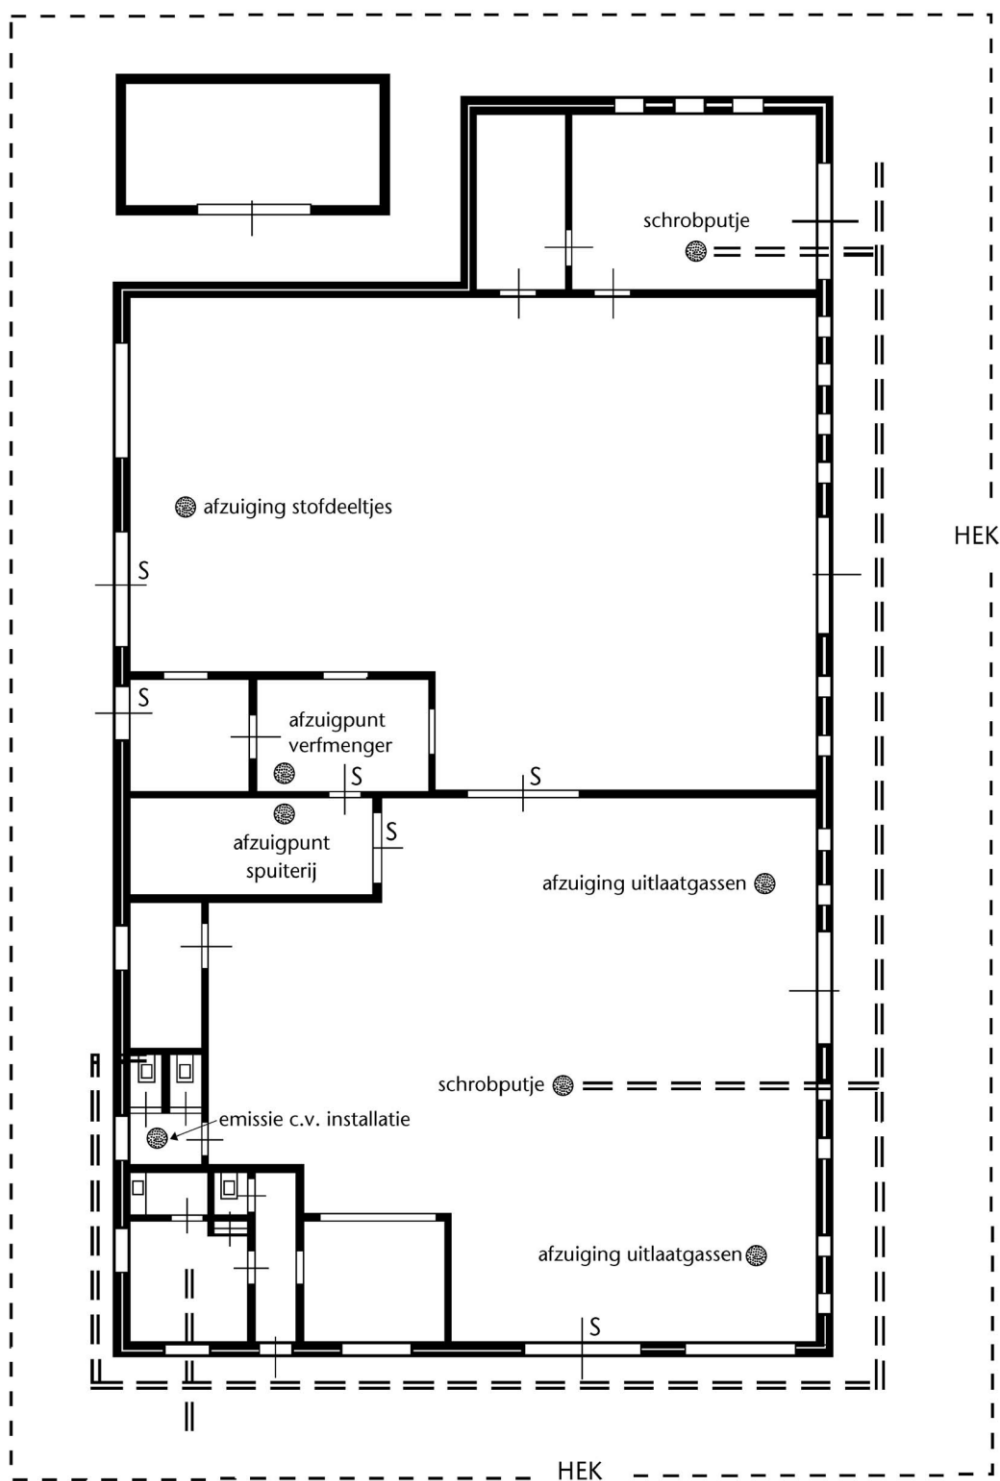 schrobputje
afzuiging stofdeeltjes
HEK
S
S
afzuigpunt
verfmenger
S
S
S
afzuigpunt
spuiterij
afzuiging uitlaatgassen
schrobputje
emissie c.v. installatie
afzuiging uitlaatgassen
S
HEK